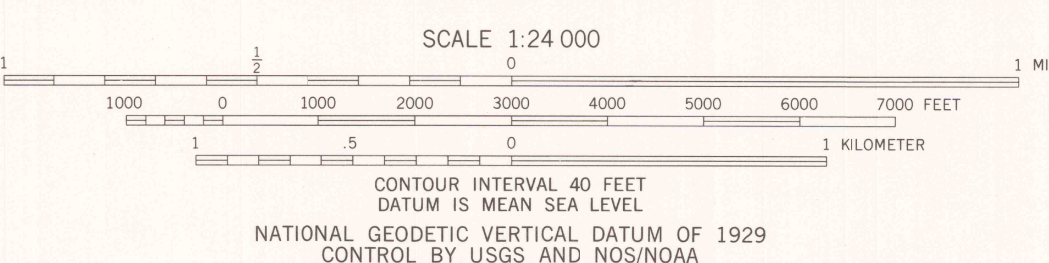 SCALE 1:24 000
1 1/2 0 1 MI
1000 0 1000 2000 3000 4000 5000 6000 7000 FEET
1 .5 0 1 KILOMETER
CONTOUR INTERVAL 40 FEET
DATUM IS MEAN SEA LEVEL
NATIONAL GEODETIC VERTICAL DATUM OF 1929
CONTROL BY USGS AND NOS/NOAA